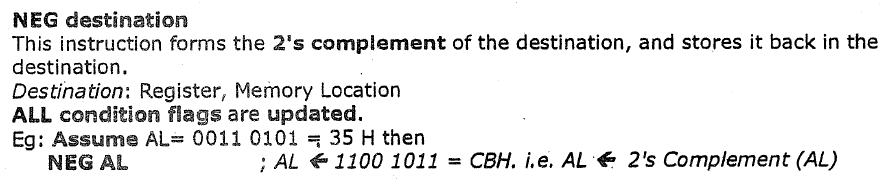 NEG destination
This instruction forms the 2's complement of the destination, and stores it back in the
destination.
Destination: Register, Memory Location
ALL condition flags are updated.
Eg: Assume AL= 0011 0101 = 35 H then
NEG AL ; AL ← 1100 1011 = CBH. i.e. AL ← 2's Complement (AL)